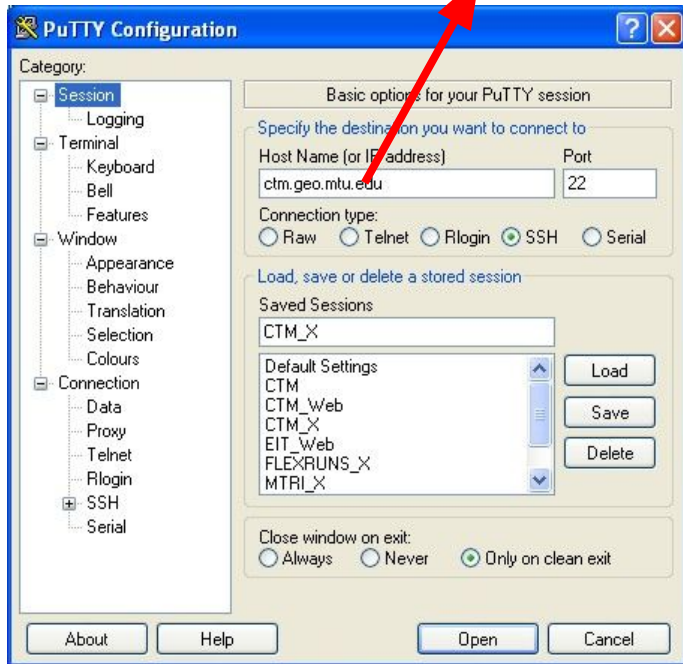 PuTTY Configuration
Category:
Session
Logging
Terminal
Keyboard
Bell
Features
Window
Appearance
Behaviour
Translation
Selection
Colours
Connection
Data
Proxy
Telnet
Rlogin
SSH
Serial
Basic options for your PuTTY session
Specify the destination you want to connect to
Host Name (or IP address) Port
ctm.geo.mtu.edu 22
Connection type:
Raw Telnet Rlogin SSH Serial
Load, save or delete a stored session
Saved Sessions
CTM_X
Default Settings
CTM
CTM_Web
CTM_X
EIT_Web
FLEXRUNS_X
MTRI_X
Load
Save
Delete
Close window on exit:
Always Never Only on clean exit
About Help Open Cancel